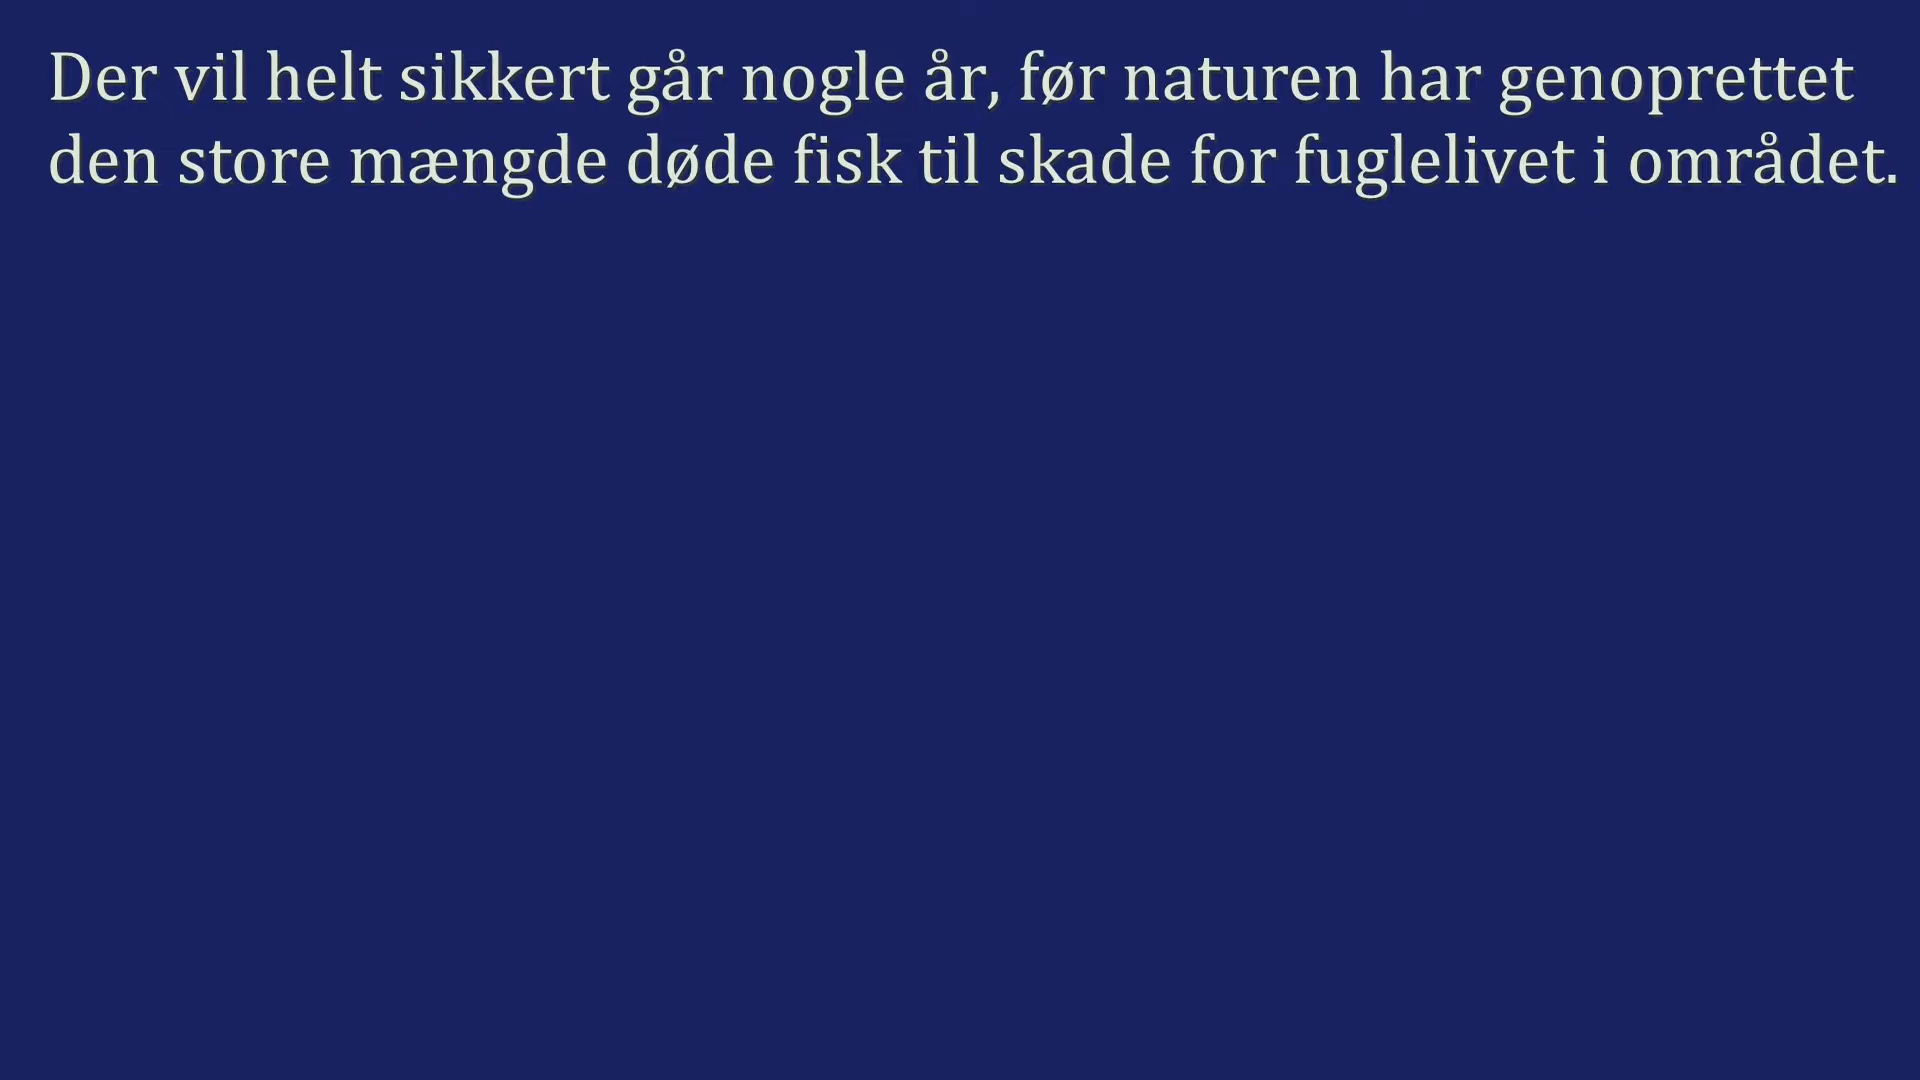 Der vil helt sikkert går nogle år, før naturen har genoprettet
den store mængde døde fisk til skade for fuglelivet i området.